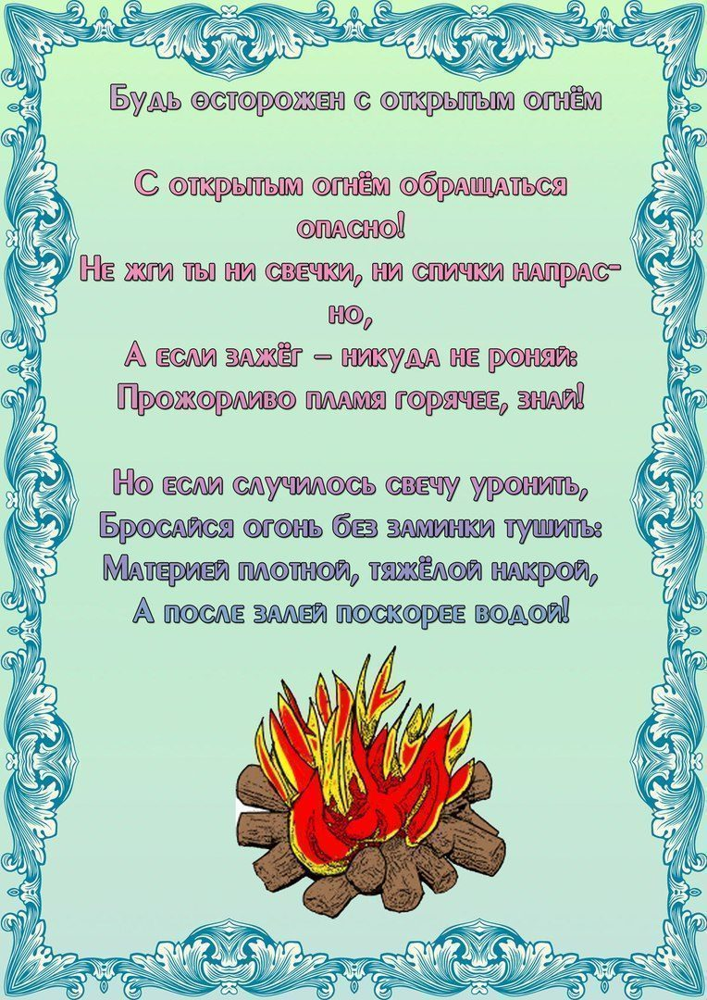 Будь осторожен с открытым огнём
С открытым огнём обращаться
опасно!
Не жги ты ни свечки, ни спички напрас-
но,
А если зажёг – никуда не роняй:
Прожорливо пламя горячее, знай!
Но если случилось свечу уронить,
Бросайся огонь без заминки тушить:
Материей плотной, тяжёлой накрой,
А после залей поскорее водой!